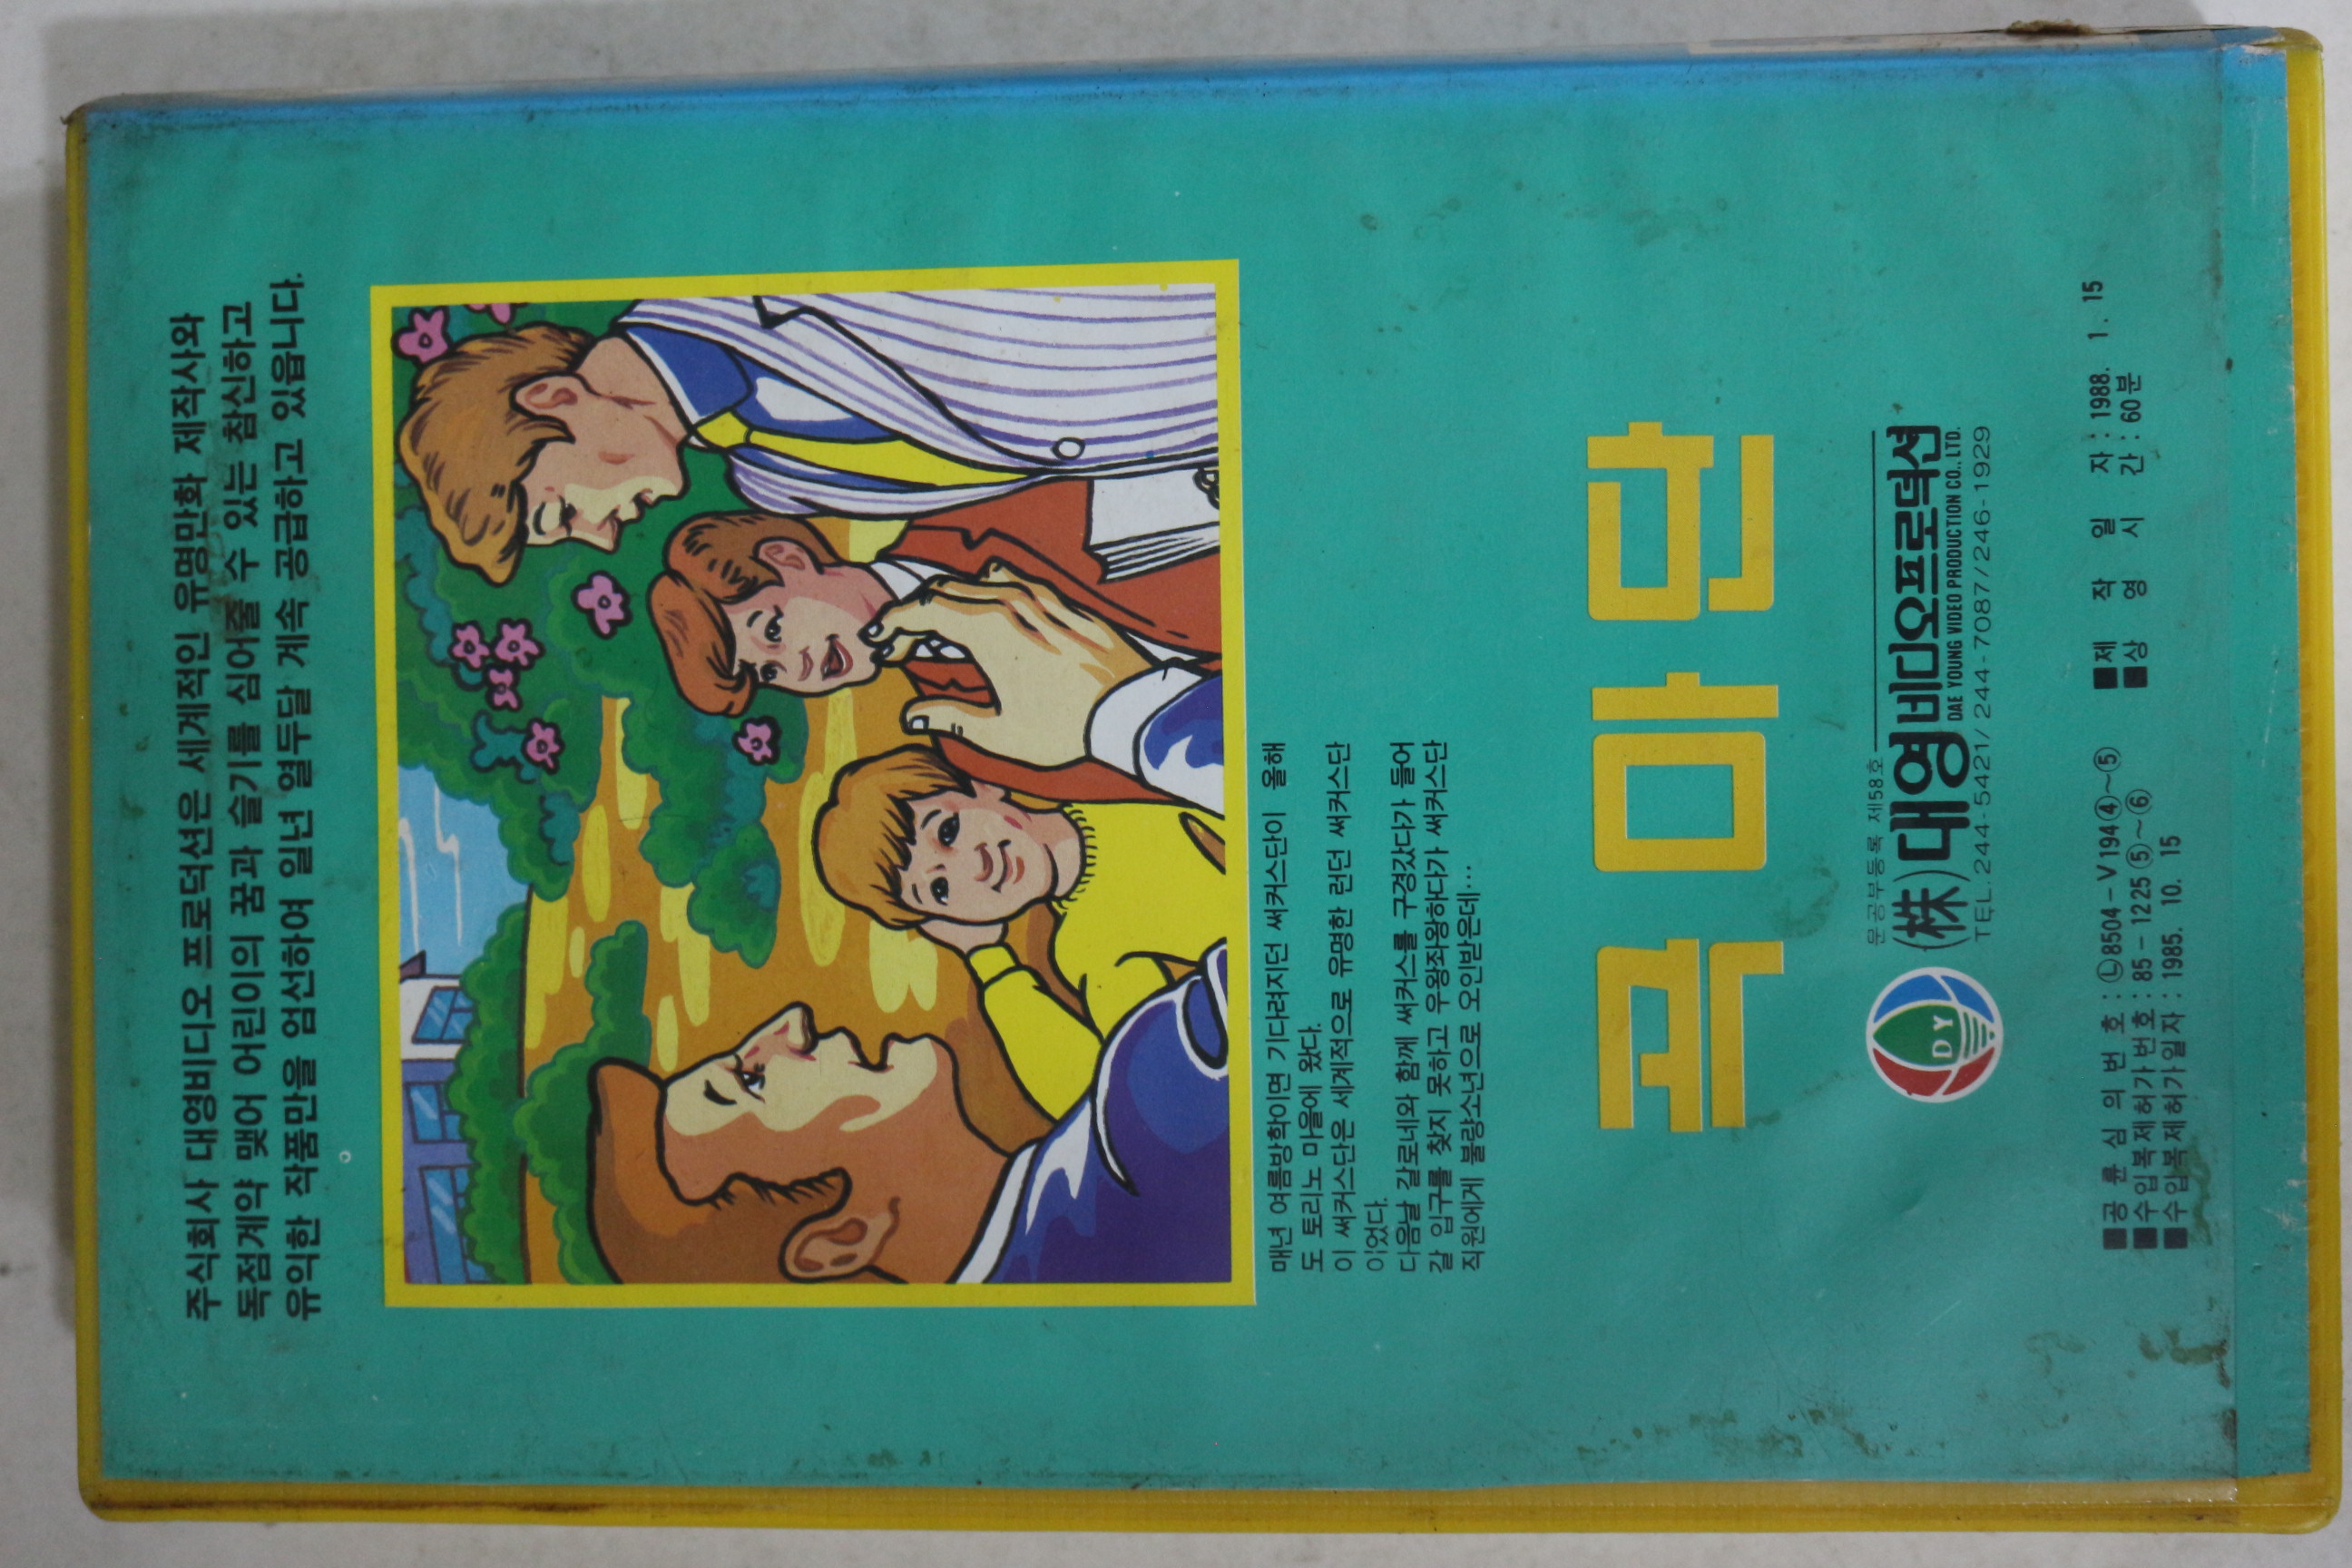 주식회사 대영비디오 프로덕션은 세계적인 유명만화 제작사와
독점계약 맺어 어린이의 꿈과 슬기를 심어줄 수 있는 참신하고
유익한 작품만을 엄선하여 일년 열두달 계속 공급하고 있읍니다.
매년 여름방학이면 기다려지던 써커스단이 올해
도 토리노 마을에 왔다.
이 써커스단은 세계적으로 유명한 런던 써커스단
이었다.
다음날 갈로네와 함께 써커스를 구경갔다가 들어
갈 입구를 찾지 못하고 우왕좌왕하다가 써커스단
직원에게 불량소년으로 오인받은데…
곡마단
문공부등록 제58호
DY
(株)대영비디오프로덕션
DAE YOUNG VIDEO PRODUCTION CO., LTD.
TEL. 244-5421/244-7087/246-1929
■공륜심의번호 : Ⓛ8504-V194④~⑤
■수입복제허가번호 : 85-1225⑤~⑥
■수입복제허가일자 : 1985. 10. 15
■제작일자 : 1988. 1. 15
■상영시간 : 60분